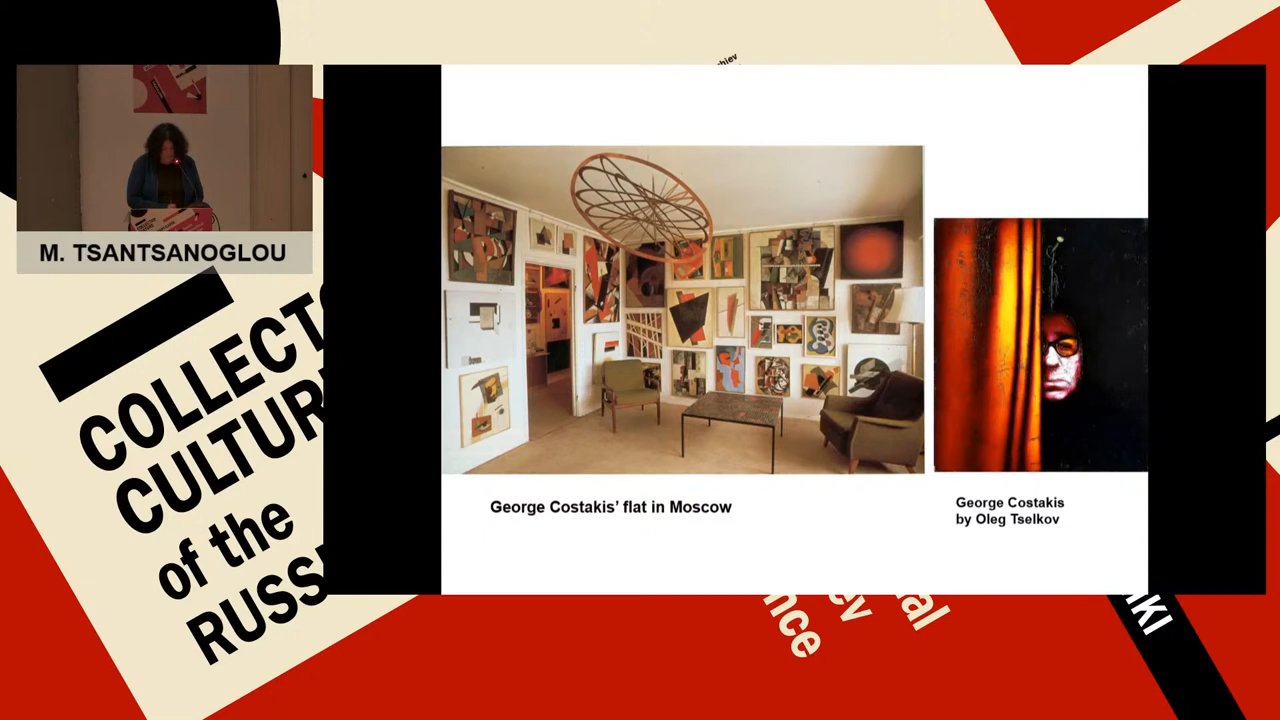 M. TSANTSANOGLOU
COLLECT
CULTUR
of the
RUSS
George Costakis' flat in Moscow
George Costakis
by Oleg Tselkov